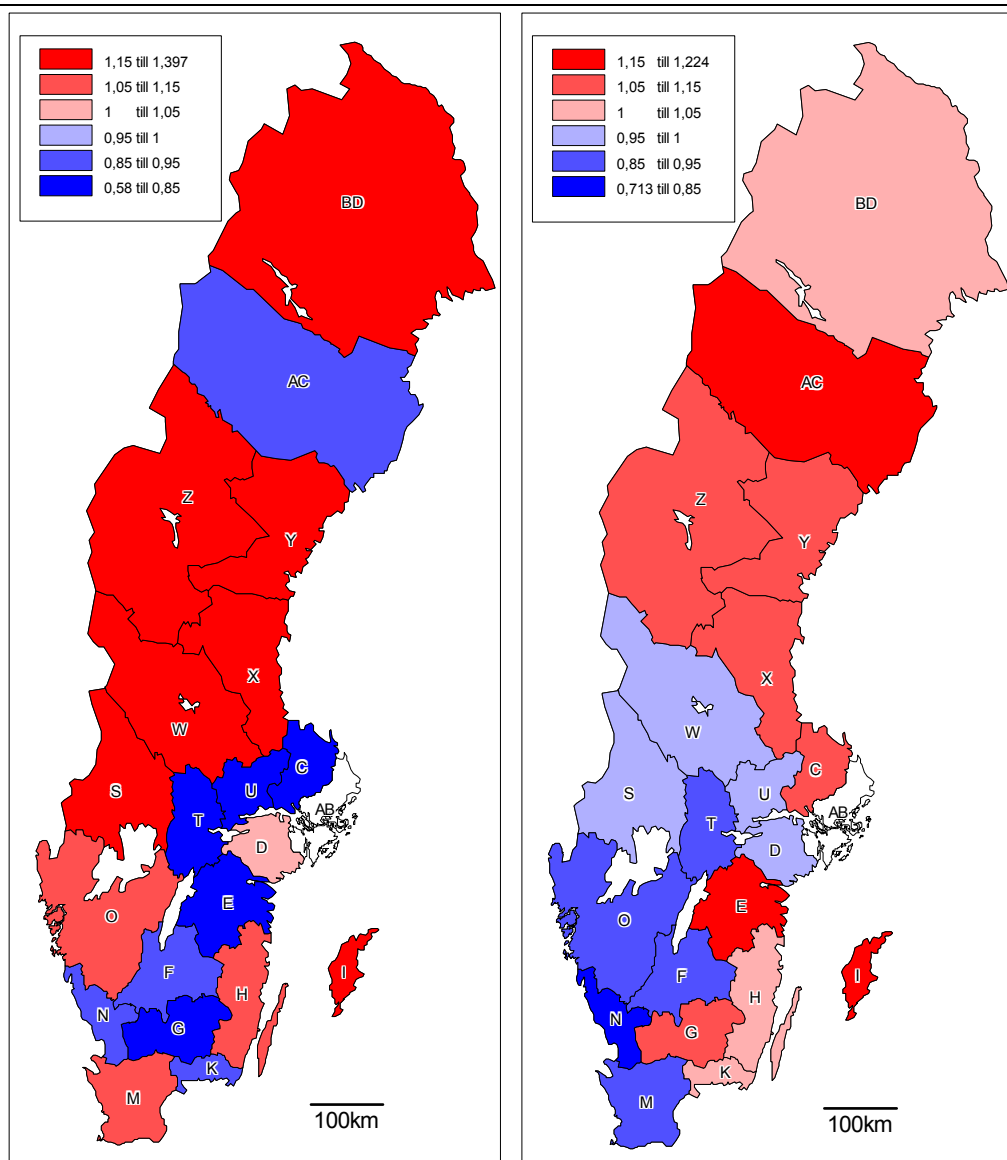 1,15 till 1,397
1,05 till 1,15
1 till 1,05
0,95 till 1
0,85 till 0,95
0,58 till 0,85
BD
AC
Z
Y
X
W
S
C
U
T
AB
D
E
O
F
I
H
N
G
K
M
100km
1,15 till 1,224
1,05 till 1,15
1 till 1,05
0,95 till 1
0,85 till 0,95
0,713 till 0,85
BD
AC
Z
Y
X
W
C
S
U
AB
T
D
E
O
F
I
H
N
G
K
M
100km